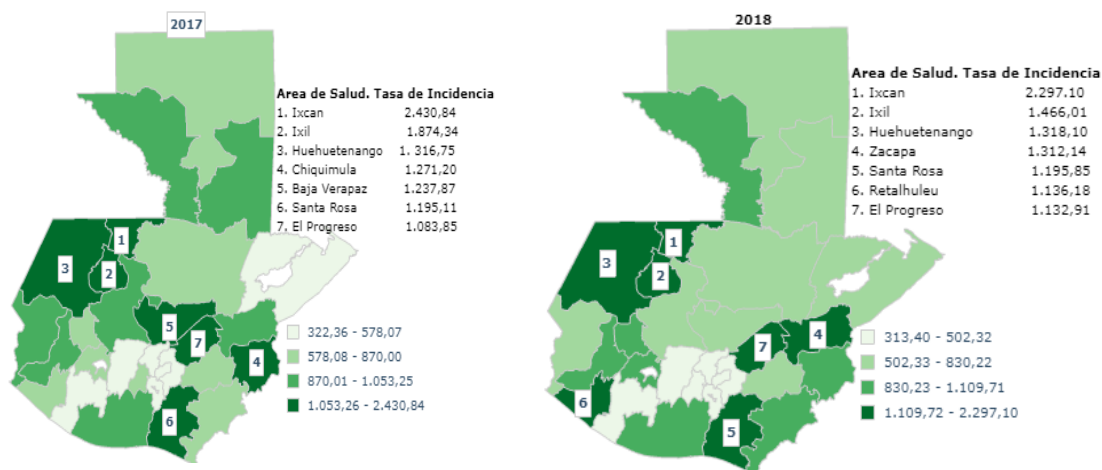 2017
Area de Salud. Tasa de Incidencia
1. Ixcan 2.430,84
2. Ixil 1.874,34
3. Huehuetenango 1. 316,75
4. Chiquimula 1.271,20
5. Baja Verapaz 1.237,87
6. Santa Rosa 1.195,11
7. El Progreso 1.083,85
1
3
2
5
7
4
6
322,36 - 578,07
578,08 - 870,00
870,01 - 1.053,25
1.053,26 - 2.430,84
2018
Area de Salud. Tasa de Incidencia
1. Ixcan 2.297.10
2. Ixil 1.466,01
3. Huehuetenango 1.318,10
4. Zacapa 1.312,14
5. Santa Rosa 1.195,85
6. Retalhuleu 1.136,18
7. El Progreso 1.132,91
1
3
2
4
7
6
5
313,40 - 502,32
502,33 - 830,22
830,23 - 1.109,71
1.109,72 - 2.297,10